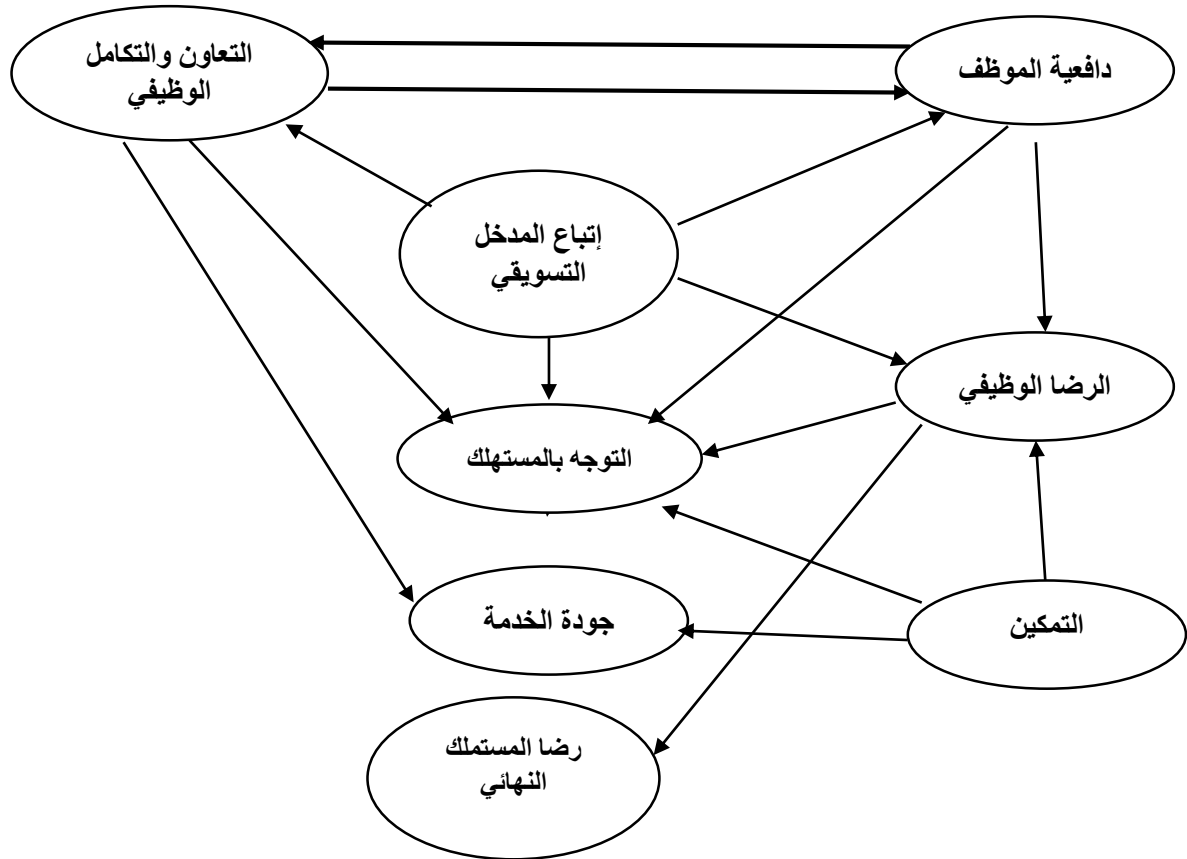 دافعية الموظف
التعاون والتكامل
الوظيفي
إتباع المدخل
التسويقي
الرضا الوظيفي
التوجه بالمستهلك
التمكين
جودة الخدمة
رضا المستملك
النهائي